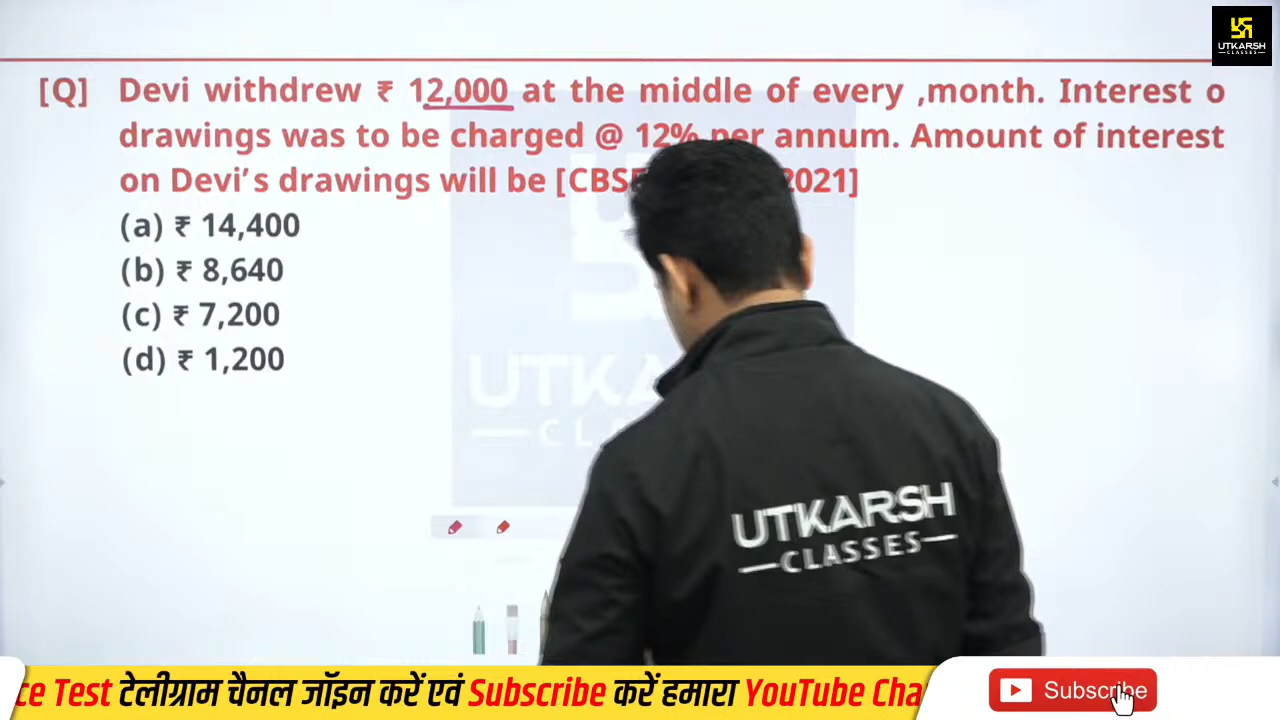 UTKARSH
CLASSES
[Q] Devi withdrew ₹ 12,000 at the middle of every ,month. Interest o
drawings was to be charged @ 12% per annum. Amount of interest
on Devi's drawings will be [CBSE 2021]
(a) ₹ 14,400
(b) ₹ 8,640
(c) ₹ 7,200
(d) ₹ 1,200
UTKA
CL
UTKARSH
CLASSES
ce Test टेलीग्राम चैनल जॉइन करें एवं Subscribe करें हमारा YouTube Cha
Subscribe